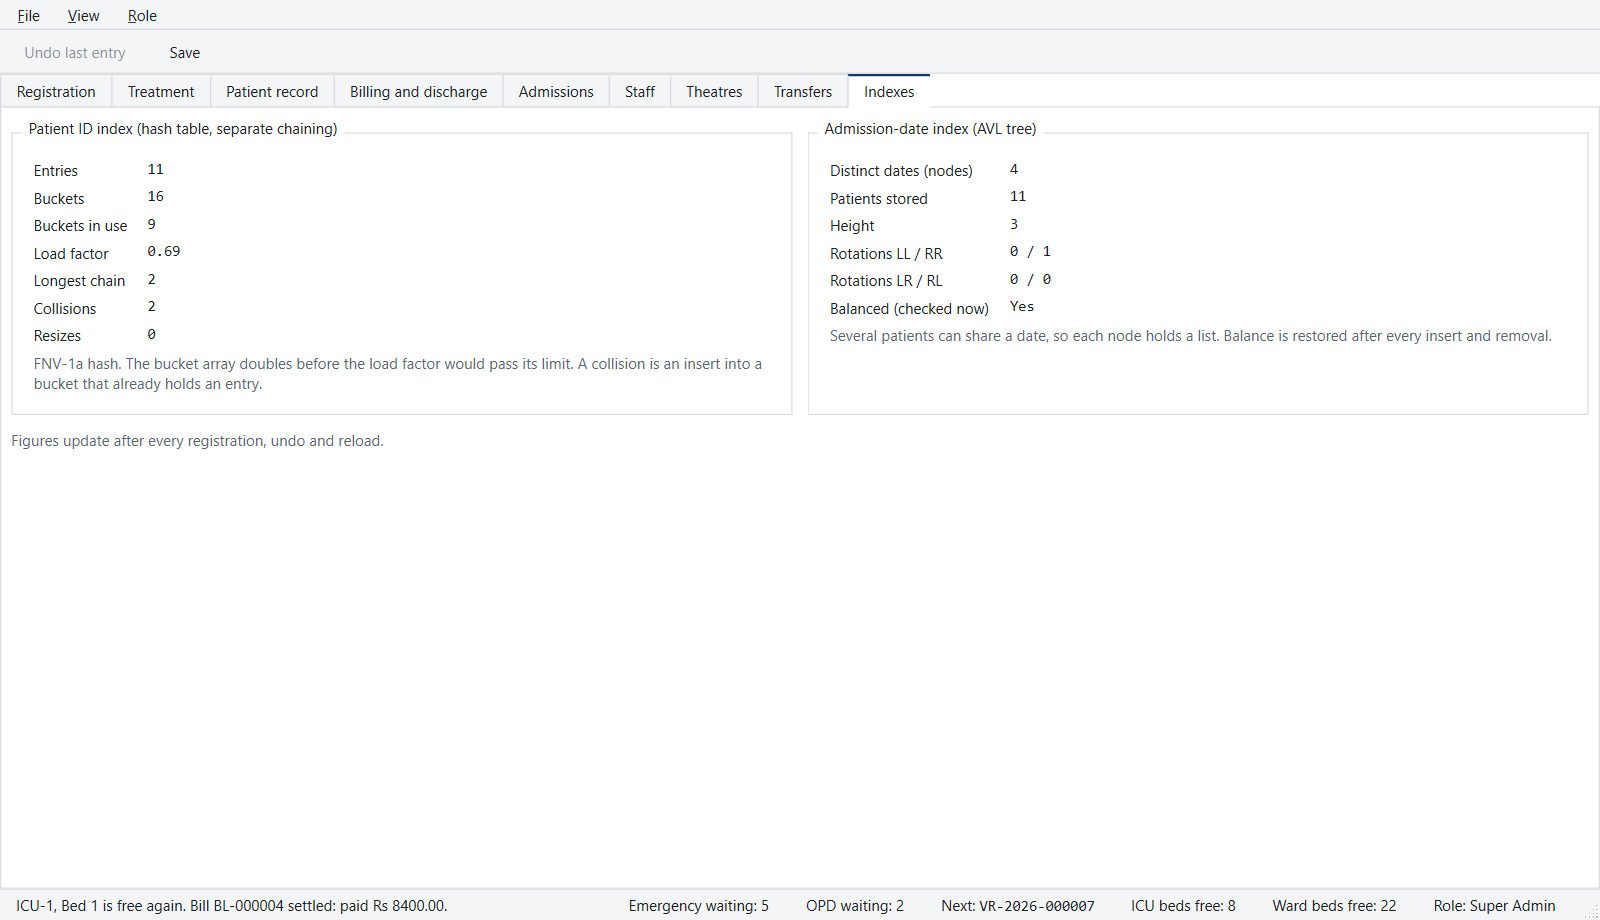 File View Role
Undo last entry Save
Registration Treatment Patient record Billing and discharge Admissions Staff Theatres Transfers Indexes
Patient ID index (hash table, separate chaining)
Entries 11
Buckets 16
Buckets in use 9
Load factor 0.69
Longest chain 2
Collisions 2
Resizes 0
FNV-1a hash. The bucket array doubles before the load factor would pass its limit. A collision is an insert into a
bucket that already holds an entry.
Admission-date index (AVL tree)
Distinct dates (nodes) 4
Patients stored 11
Height 3
Rotations LL / RR 0 / 1
Rotations LR / RL 0 / 0
Balanced (checked now) Yes
Several patients can share a date, so each node holds a list. Balance is restored after every insert and removal.
Figures update after every registration, undo and reload.
ICU-1, Bed 1 is free again. Bill BL-000004 settled: paid Rs 8400.00. Emergency waiting: 5 OPD waiting: 2 Next: VR-2026-000007 ICU beds free: 8 Ward beds free: 22 Role: Super Admin